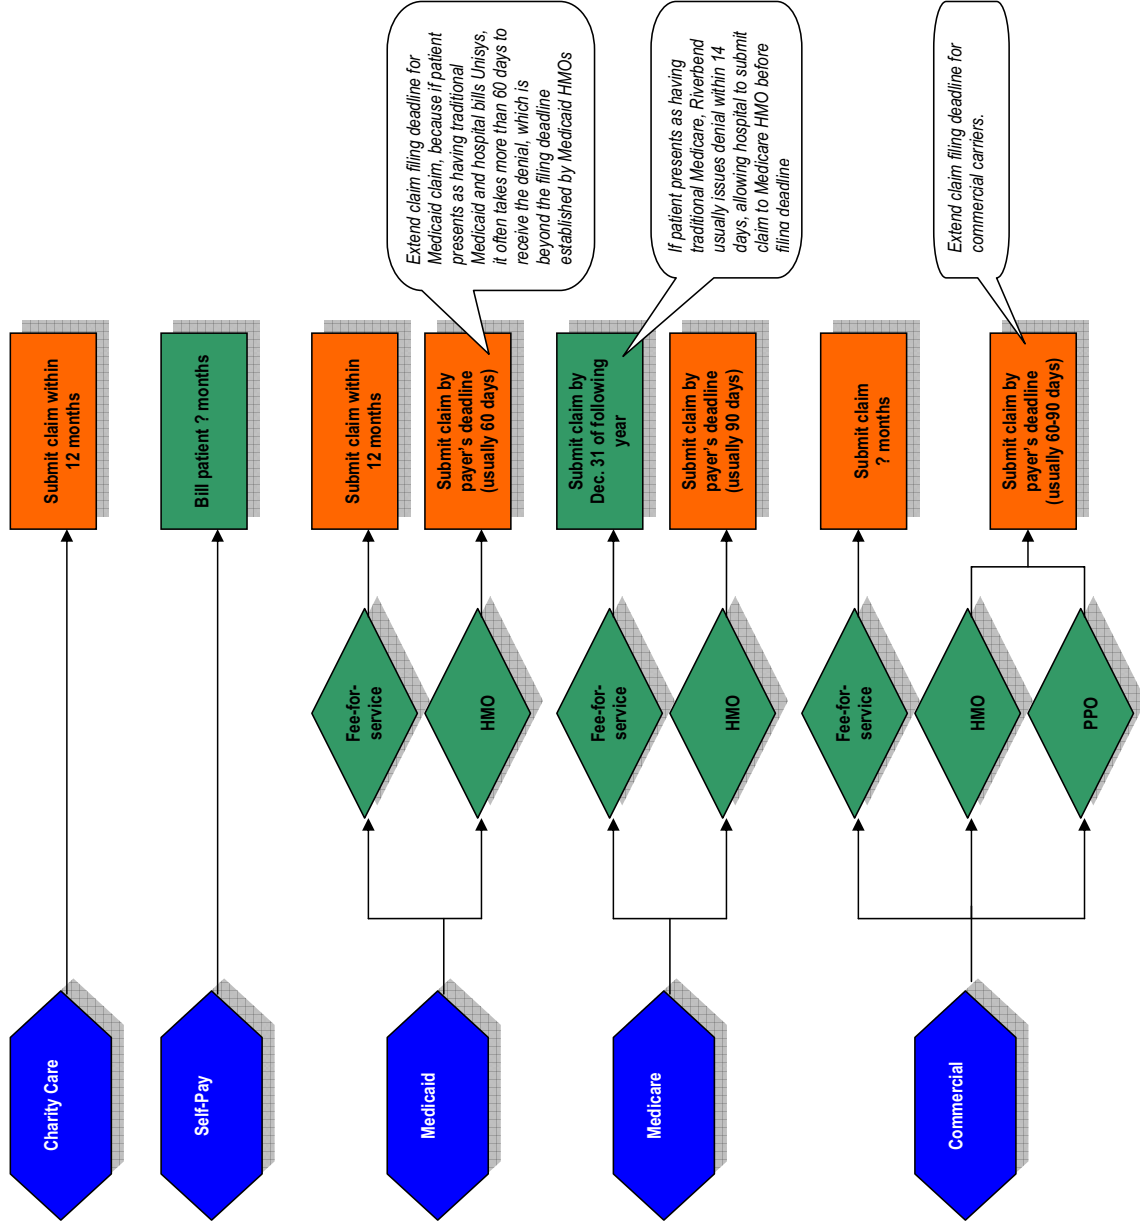 Charity Care
Submit claim within
12 months
Self-Pay
Bill patient ? months
Medicaid
Fee-for-
service
Submit claim within
12 months
HMO
Submit claim by
payer's deadline
(usually 60 days)
Extend claim filing deadline for
Medicaid claim, because if patient
presents as having traditional
Medicaid and hospital bills Unisys,
it often takes more than 60 days to
receive the denial, which is
beyond the filing deadline
established by Medicaid HMOs
Medicare
Fee-for-
service
Submit claim by
Dec. 31 of following
year
If patient presents as having
traditional Medicare, Riverbend
usually issues denial within 14
days, allowing hospital to submit
claim to Medicare HMO before
filing deadline
HMO
Submit claim by
payer's deadline
(usually 90 days)
Commercial
Fee-for-
service
Submit claim
? months
HMO
PPO
Submit claim by
payer's deadline
(usually 60-90 days)
Extend claim filing deadline for
commercial carriers.